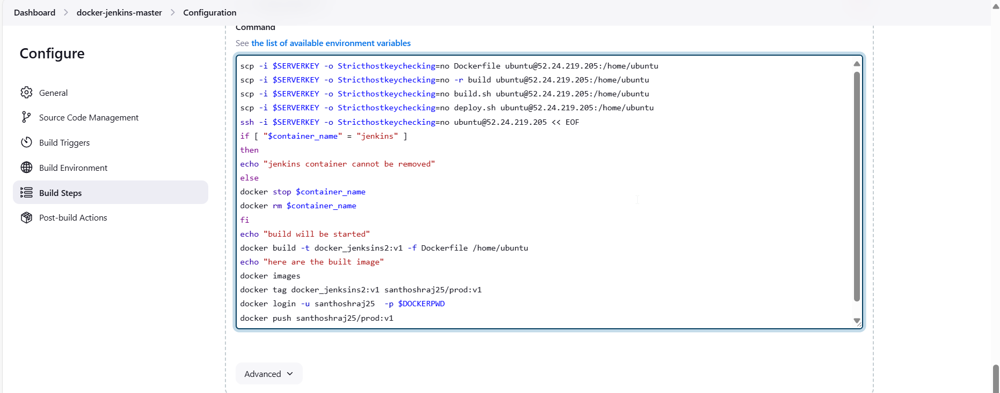 Dashboard > docker-jenkins-master > Configuration
Configure
General
Source Code Management
Build Triggers
Build Environment
Build Steps
Post-build Actions
Command
See the list of available environment variables
scp -i $SERVERKEY -o Stricthostkeychecking=no Dockerfile ubuntu@52.24.219.205:/home/ubuntu
scp -i $SERVERKEY -o Stricthostkeychecking=no -r build ubuntu@52.24.219.205:/home/ubuntu
scp -i $SERVERKEY -o Stricthostkeychecking=no build.sh ubuntu@52.24.219.205:/home/ubuntu
scp -i $SERVERKEY -o Stricthostkeychecking=no deploy.sh ubuntu@52.24.219.205:/home/ubuntu
ssh -i $SERVERKEY -o Stricthostkeychecking=no ubuntu@52.24.219.205 << EOF
if [ "$container_name" = "jenkins" ]
then
echo "jenkins container cannot be removed"
else
docker stop $container_name
docker rm $container_name
fi
echo "build will be started"
docker build -t docker_jenksins2:v1 -f Dockerfile /home/ubuntu
echo "here are the built image"
docker images
docker tag docker_jenksins2:v1 santhoshraj25/prod:v1
docker login -u santhoshraj25  -p $DOCKERPWD
docker push santhoshraj25/prod:v1
Advanced